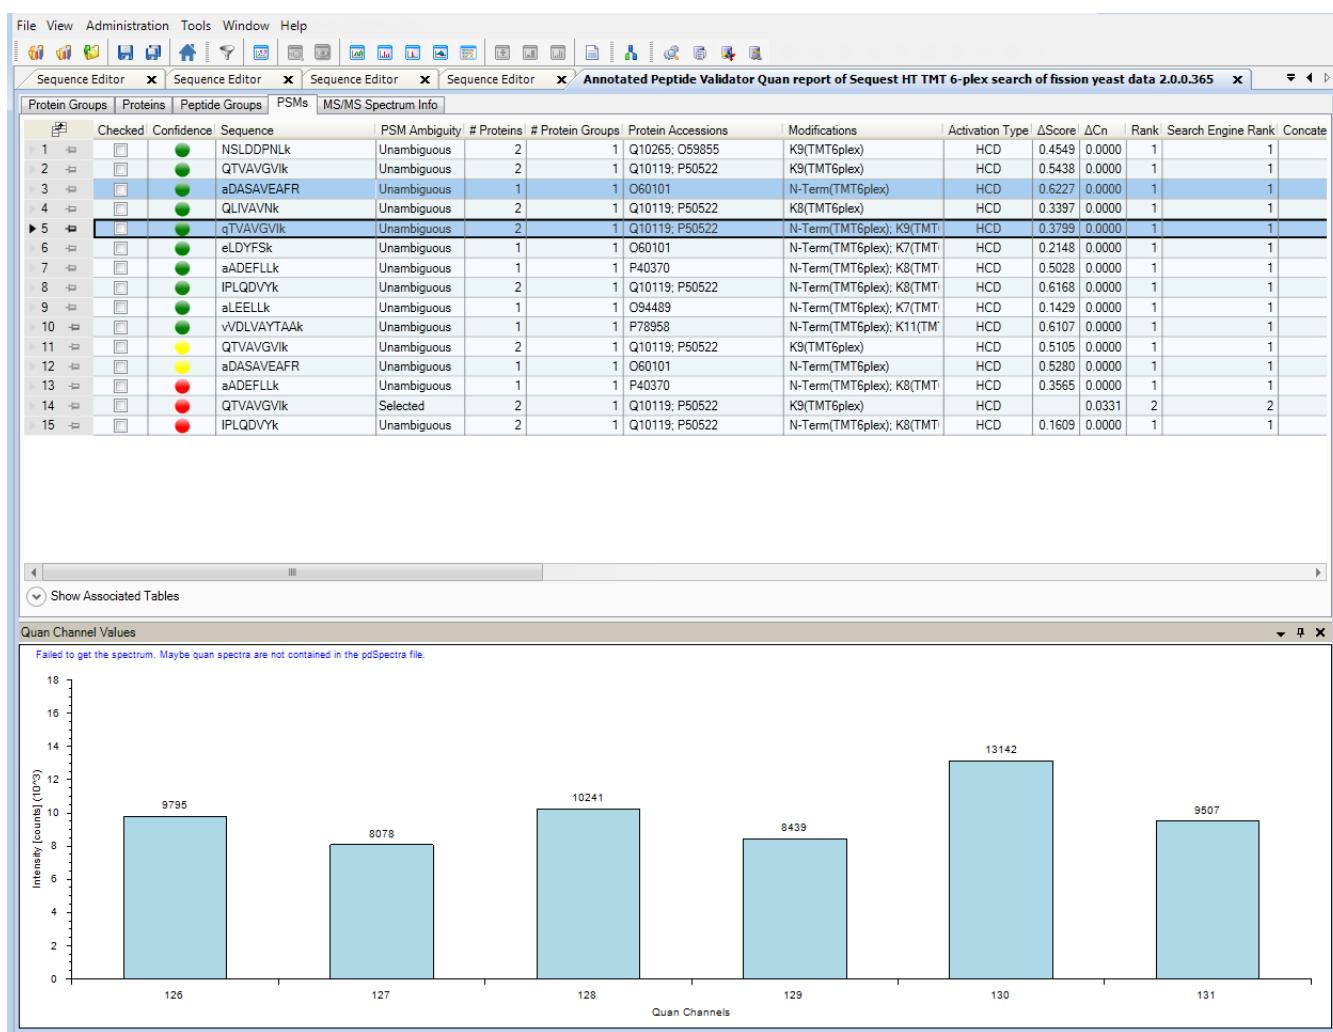 File View Administration Tools Window Help
Sequence Editor x Sequence Editor x Sequence Editor x Sequence Editor x Annotated Peptide Validator Quan report of Sequest HT TMT 6-plex search of fission yeast data 2.0.0.365 x
Protein Groups Proteins Peptide Groups PSMs MS/MS Spectrum Info
Checked Confidence Sequence PSM Ambiguity # Proteins # Protein Groups Protein Accessions Modifications Activation Type ΔScore ΔCn Rank Search Engine Rank Concate
1 NSLDDPNLk Unambiguous 2 1 Q10265; O59855 K9(TMT6plex) HCD 0.4549 0.0000 1 1
2 QTVAVGVIk Unambiguous 2 1 Q10119; P50522 K9(TMT6plex) HCD 0.5438 0.0000 1 1
3 aDASAVEAFR Unambiguous 1 1 O60101 N-Term(TMT6plex) HCD 0.6227 0.0000 1 1
4 QLIVAVNk Unambiguous 2 1 Q10119; P50522 K8(TMT6plex) HCD 0.3397 0.0000 1 1
5 qTVAVGVIk Unambiguous 2 1 Q10119; P50522 N-Term(TMT6plex); K9(TMT HCD 0.3799 0.0000 1 1
6 eLDYFSk Unambiguous 1 1 O60101 N-Term(TMT6plex); K7(TMT HCD 0.2148 0.0000 1 1
7 aADEFLLk Unambiguous 1 1 P40370 N-Term(TMT6plex); K8(TMT HCD 0.5028 0.0000 1 1
8 lPLQDVYk Unambiguous 2 1 Q10119; P50522 N-Term(TMT6plex); K8(TMT HCD 0.6168 0.0000 1 1
9 aLEELLk Unambiguous 1 1 O94489 N-Term(TMT6plex); K7(TMT HCD 0.1429 0.0000 1 1
10 vVDLVAYTAAk Unambiguous 1 1 P78958 N-Term(TMT6plex); K11(TM HCD 0.6107 0.0000 1 1
11 QTVAVGVIk Unambiguous 2 1 Q10119; P50522 K9(TMT6plex) HCD 0.5105 0.0000 1 1
12 aDASAVEAFR Unambiguous 1 1 O60101 N-Term(TMT6plex) HCD 0.5280 0.0000 1 1
13 aADEFLLk Unambiguous 1 1 P40370 N-Term(TMT6plex); K8(TMT HCD 0.3565 0.0000 1 1
14 QTVAVGVIk Selected 2 1 Q10119; P50522 K9(TMT6plex) HCD 0.0331 2 2
15 lPLQDVYk Unambiguous 2 1 Q10119; P50522 N-Term(TMT6plex); K8(TMT HCD 0.1609 0.0000 1 1
Show Associated Tables
Quan Channel Values
Failed to get the spectrum. Maybe quan spectra are not contained in the pdSpectra file.
Intensity [counts] (10^3)
18
16
14
12
10
8
6
4
2
0
9795
8078
10241
8439
13142
9507
126 127 128 129 130 131
Quan Channels